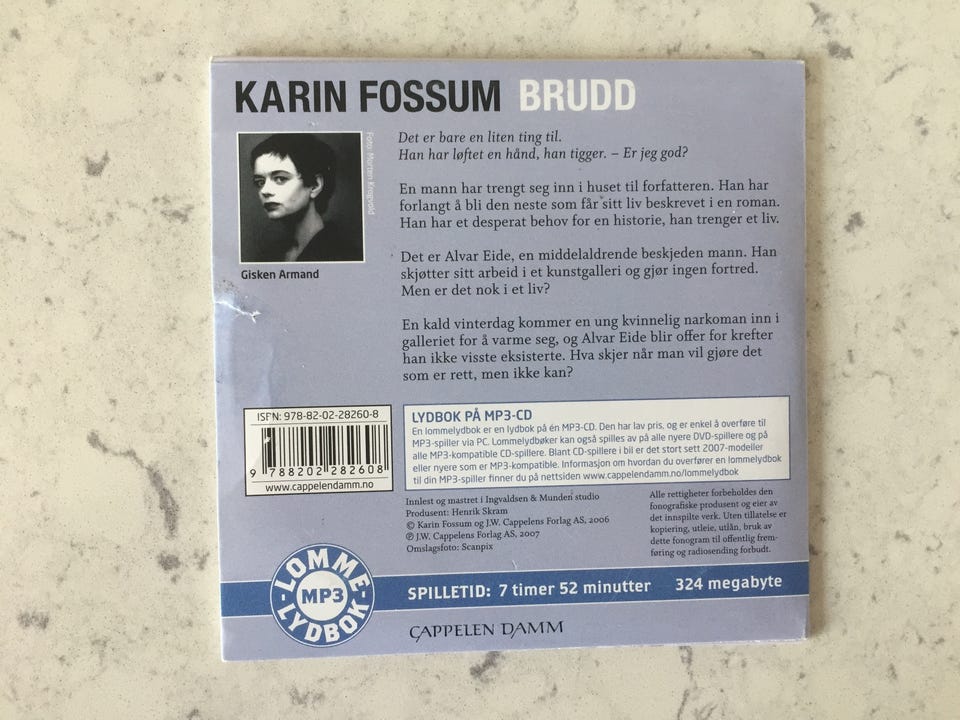 KARIN FOSSUM BRUDD
Foto: Morten Krogvold
Gisken Armand
Det er bare en liten ting til.
Han har løftet en hånd, han tigger. – Er jeg god?
En mann har trengt seg inn i huset til forfatteren. Han har
forlangt å bli den neste som får sitt liv beskrevet i en roman.
Han har et desperat behov for en historie, han trenger et liv.
Det er Alvar Eide, en middelaldrende beskjeden mann. Han
skjøtter sitt arbeid i et kunstgalleri og gjør ingen fortred.
Men er det nok i et liv?
En kald vinterdag kommer en ung kvinnelig narkoman inn i
galleriet for å varme seg, og Alvar Eide blir offer for krefter
han ikke visste eksisterte. Hva skjer når man vil gjøre det
som er rett, men ikke kan?
ISBN: 978-82-02-28260-8
9 788202 282608
www.cappelendamm.no
LYDBOK PÅ MP3-CD
En lommelydbok er en lydbok på én MP3-CD. Den har lav pris, og er enkel å overføre til
MP3-spiller via PC. Lommelydbøker kan også spilles av på alle nyere DVD-spillere og på
alle MP3-kompatible CD-spillere. Blant CD-spillere i bil er det stort sett 2007-modeller
eller nyere som er MP3-kompatible. Informasjon om hvordan du overfører en lommelydbok
til din MP3-spiller finner du på nettsiden www.cappelendamm.no/lommelydbok
Innlest og mastret i Ingvaldsen & Munden studio
Produsent: Henrik Skram
© Karin Fossum og J.W. Cappelens Forlag AS, 2006
℗ J.W. Cappelens Forlag AS, 2007
Omslagsfoto: Scanpix
Alle rettigheter forbeholdes den
fonografiske produsent og eier av
det innspilte verk. Uten tillatelse er
kopiering, utleie, utlån, bruk av
dette fonogram til offentlig frem-
føring og radiosending forbudt.
LOMME-
MP3
LYDBOK
SPILLETID: 7 timer 52 minutter 324 megabyte
CAPPELEN DAMM